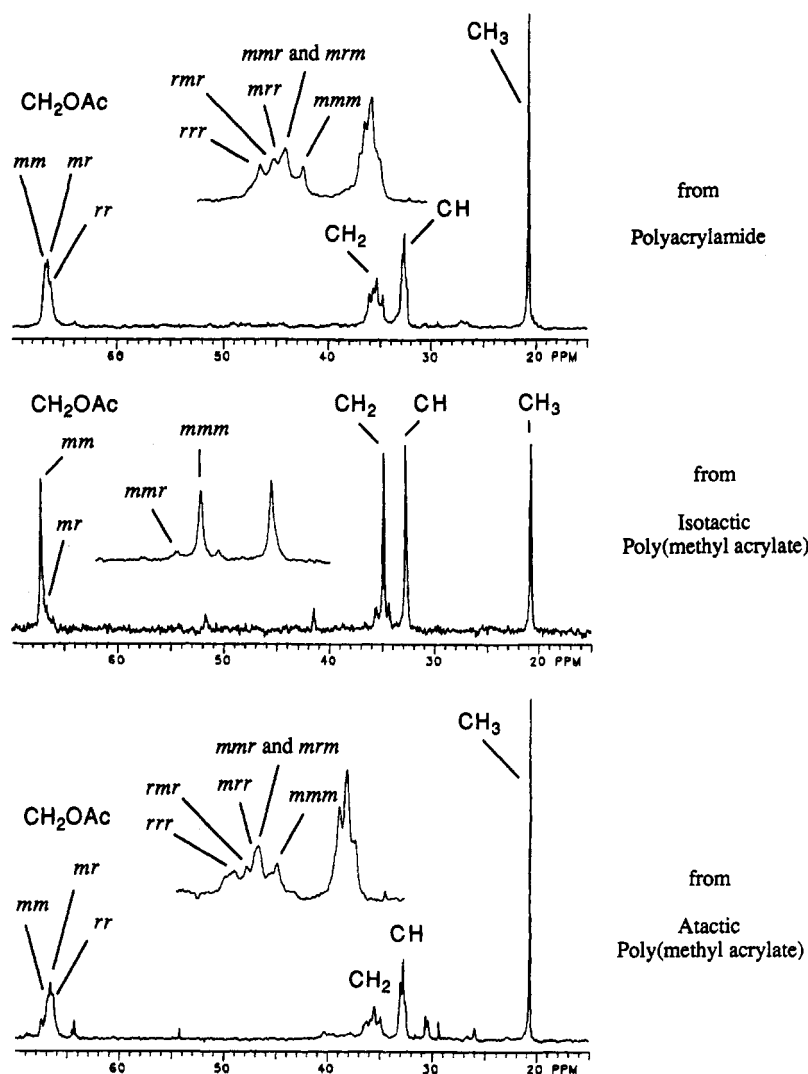 CH3
mmr and mrm
rmr
mrr
mmm
CH2OAc
rrr
mm
mr
rr
CH2
CH
from
Polyacrylamide
60 50 40 30 20 PPM
CH2OAc
CH2
CH
CH3
mm
mmm
mmr
mr
from
Isotactic
Poly(methyl acrylate)
60 50 40 30 20 PPM
CH3
mmr and mrm
rmr
mrr
mmm
CH2OAc
rrr
mr
mm
rr
CH
CH2
from
Atactic
Poly(methyl acrylate)
60 50 40 30 20 PPM